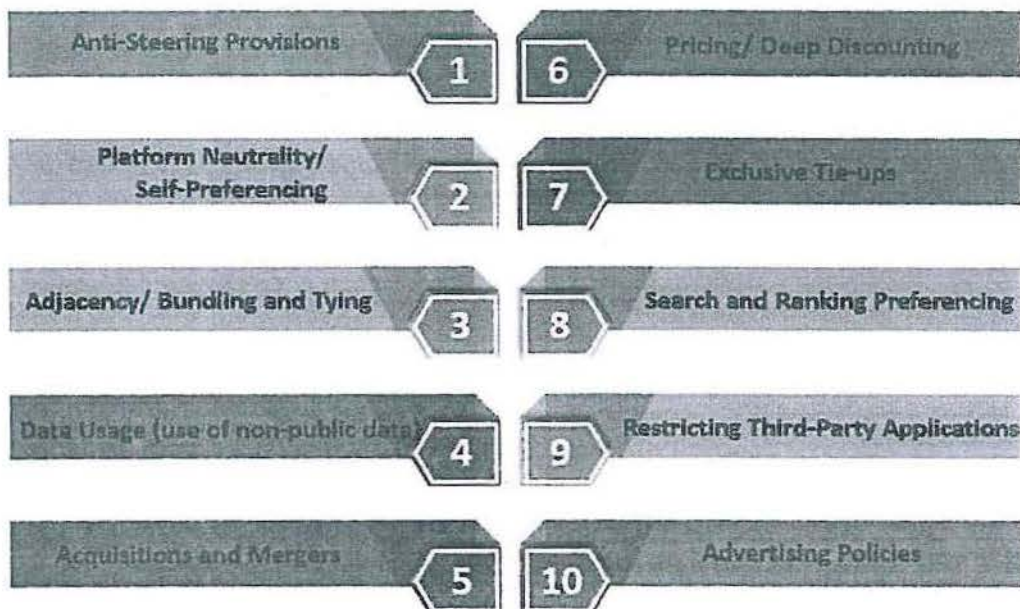 Anti-Steering Provisions
1
Platform Neutrality/
Self-Preferencing
2
Adjacency/ Bundling and Tying
3
Data Usage (use of non-public data)
4
Acquisitions and Mergers
5
6
Pricing/ Deep Discounting
7
Exclusive Tie-ups
8
Search and Ranking Preferencing
9
Restricting Third-Party Applications
10
Advertising Policies